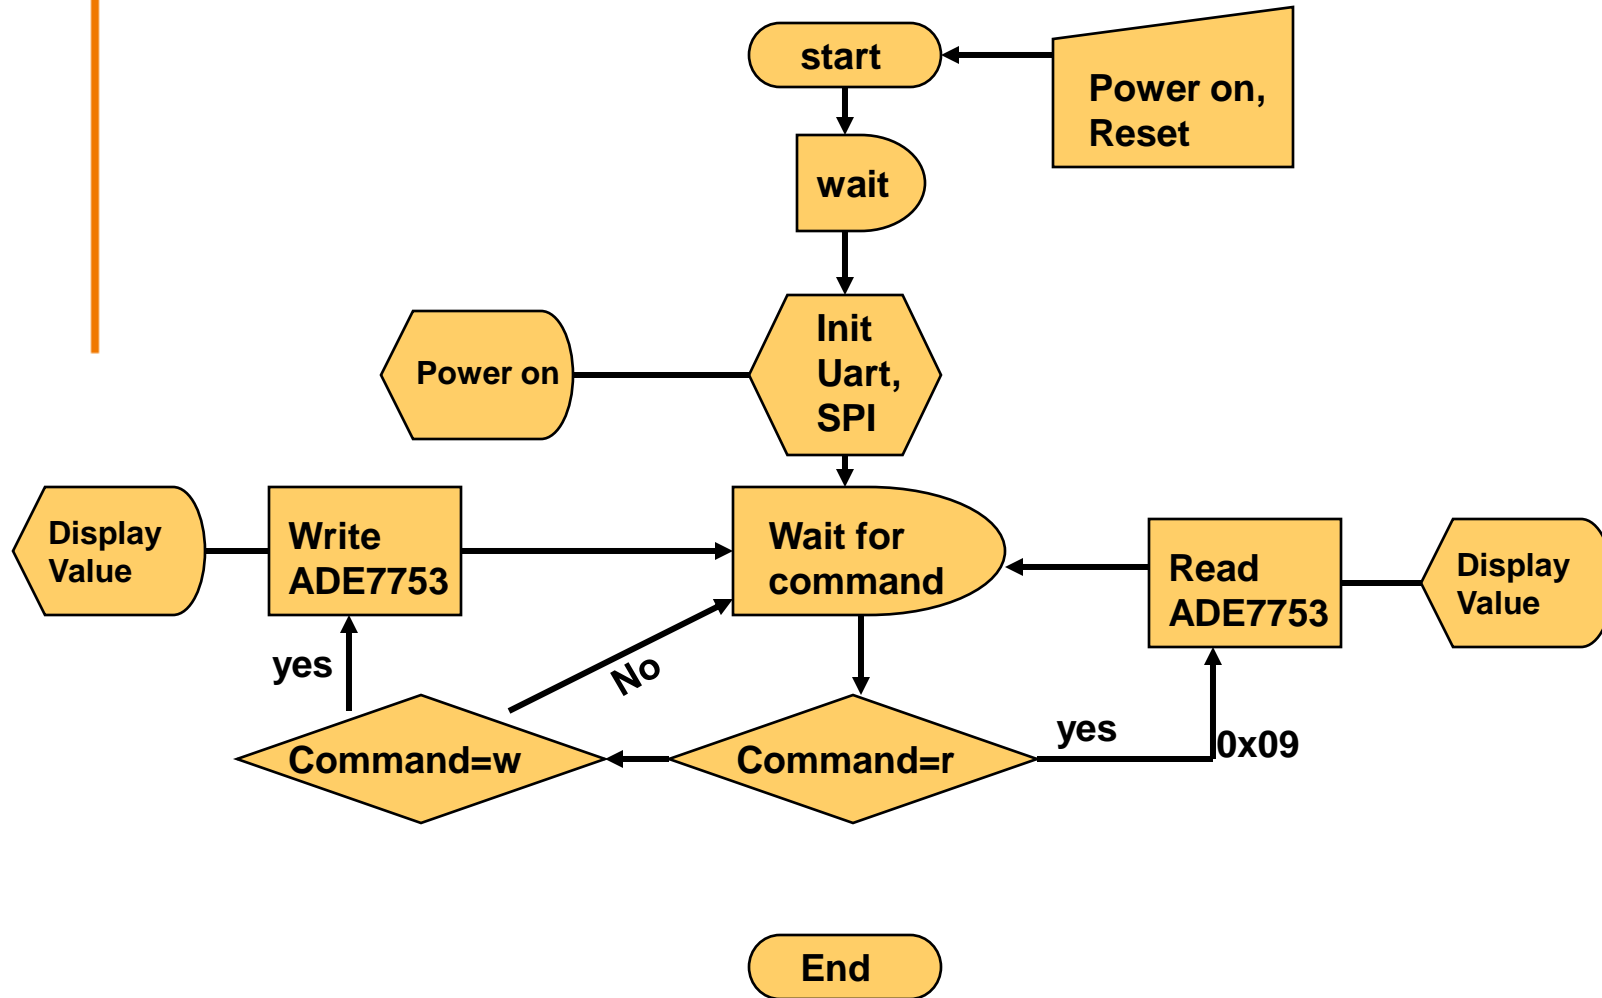 start
Power on,
Reset
wait
Init
Uart,
SPI
Power on
Display
Value
Write
ADE7753
Wait for
command
Read
ADE7753
Display
Value
yes
No
Command=w
Command=r
yes
0x09
End